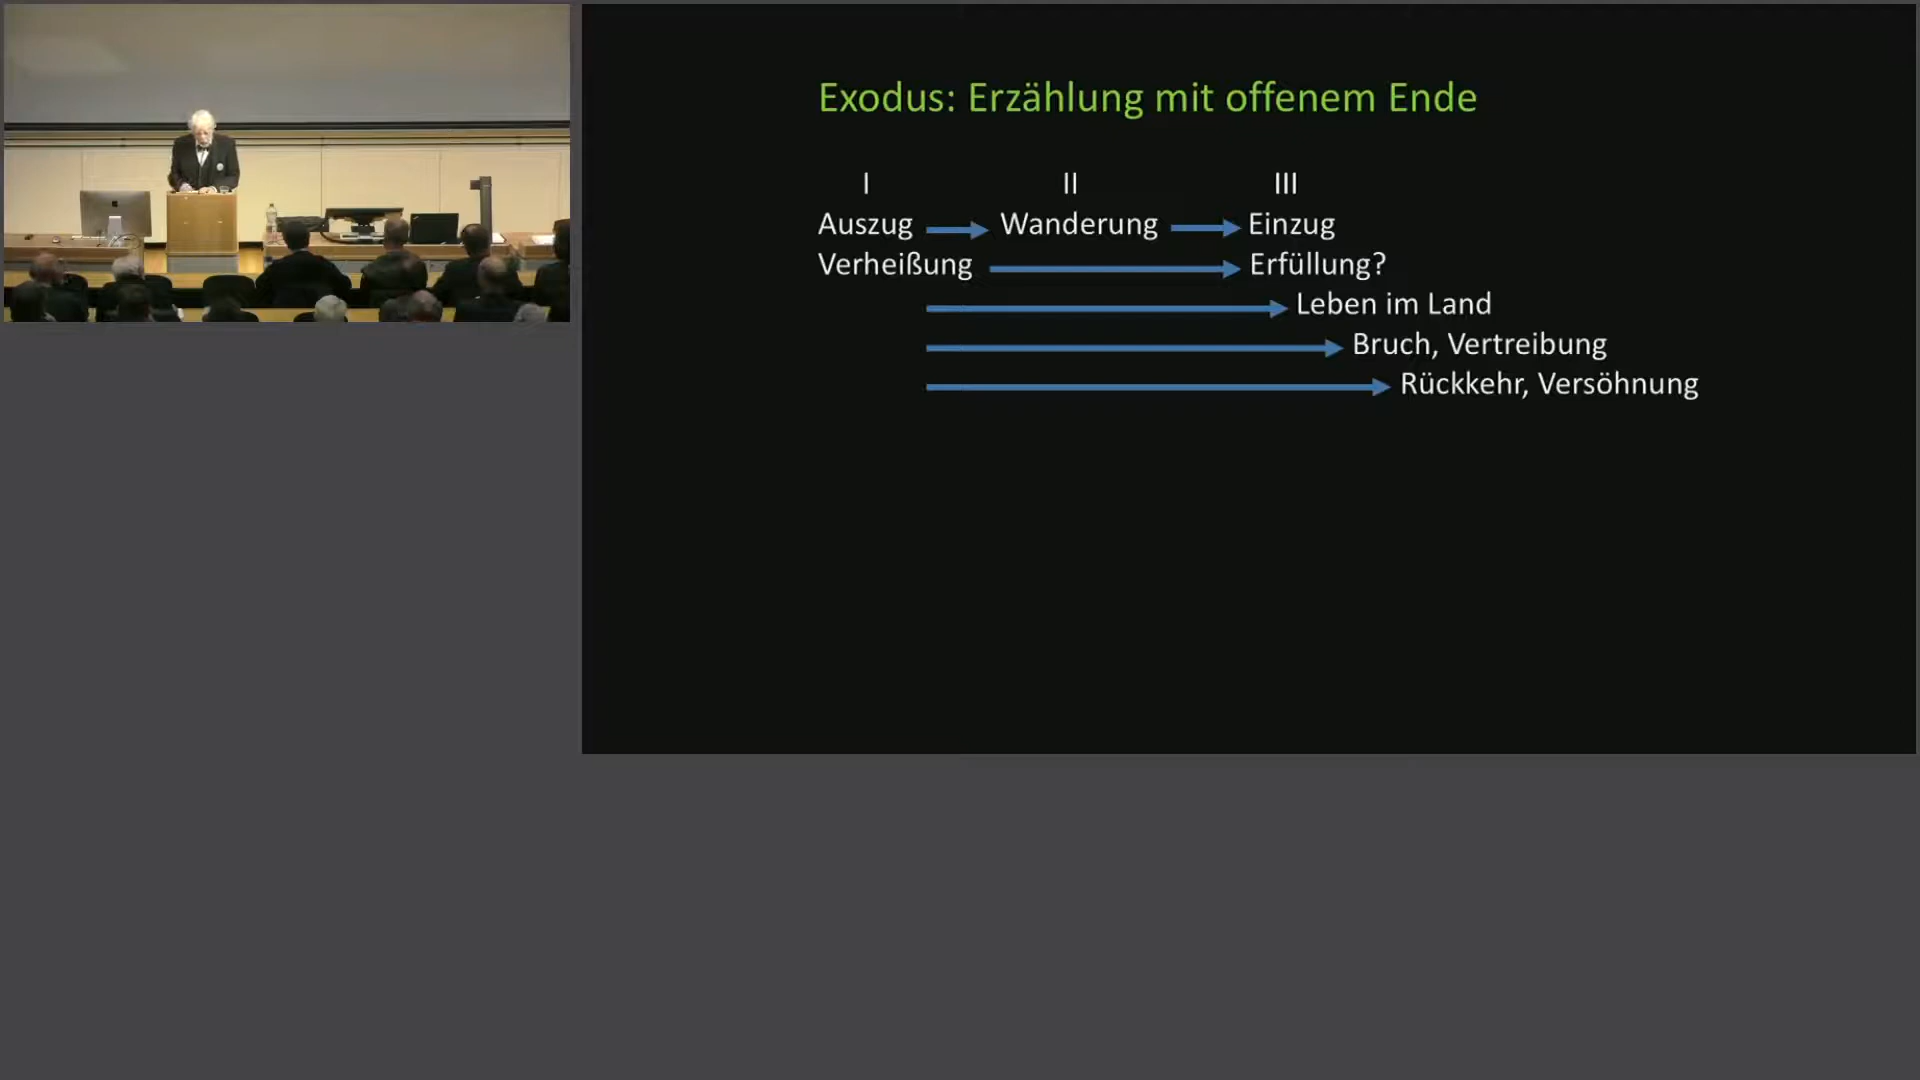 Exodus: Erzählung mit offenem Ende
I II III
Auszug Wanderung Einzug
Verheißung Erfüllung?
Leben im Land
Bruch, Vertreibung
Rückkehr, Versöhnung